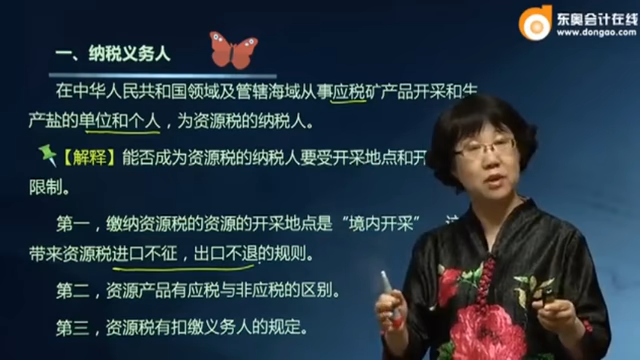 东奥会计在线
www.dongao.com
一、纳税义务人
在中华人民共和国领域及管辖海域从事应税矿产品开采和生
产盐的单位和个人，为资源税的纳税人。
【解释】能否成为资源税的纳税人要受开采地点和开
限制。
第一，缴纳资源税的资源的开采地点是“境内开采”，这
带来资源税进口不征，出口不退的规则。
第二，资源产品有应税与非应税的区别。
第三，资源税有扣缴义务人的规定。